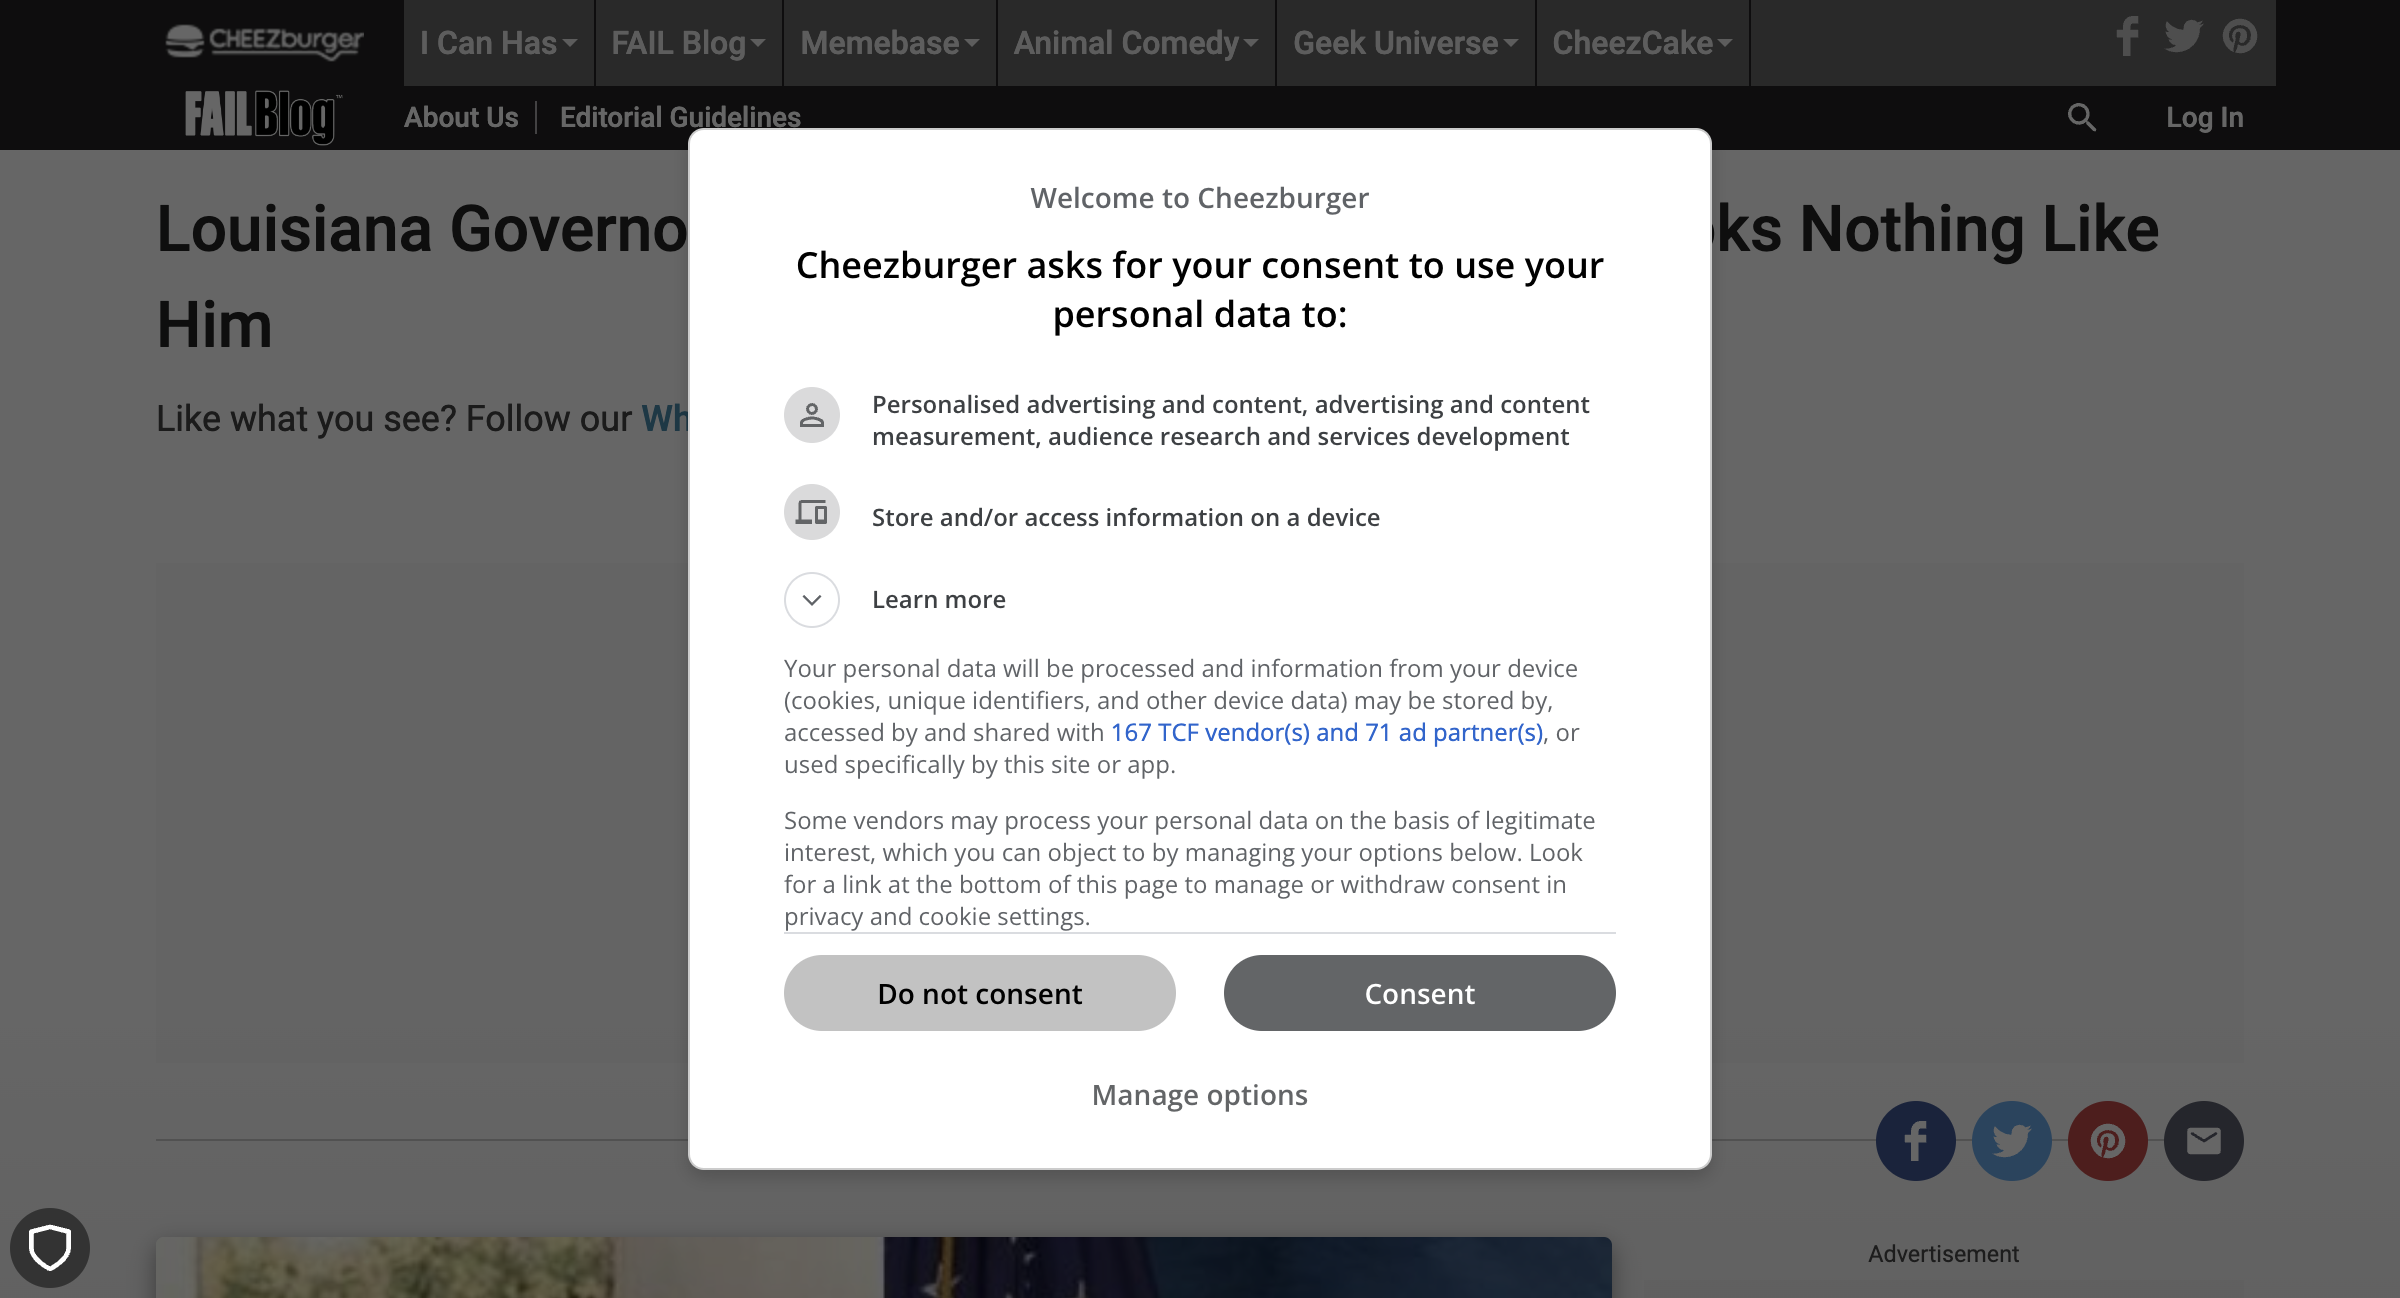 CHEEZburger
I Can Has
FAIL Blog
Memebase
Animal Comedy
Geek Universe
CheezCake
FAILBlog™
About Us
Editorial Guidelines
Log In
Louisiana Governo
ks Nothing Like
Him
Like what you see? Follow our Wh
Welcome to Cheezburger
Cheezburger asks for your consent to use your
personal data to:
Personalised advertising and content, advertising and content
measurement, audience research and services development
Store and/or access information on a device
Learn more
Your personal data will be processed and information from your device
(cookies, unique identifiers, and other device data) may be stored by,
accessed by and shared with 167 TCF vendor(s) and 71 ad partner(s), or
used specifically by this site or app.
Some vendors may process your personal data on the basis of legitimate
interest, which you can object to by managing your options below. Look
for a link at the bottom of this page to manage or withdraw consent in
privacy and cookie settings.
Do not consent
Consent
Manage options
Advertisement